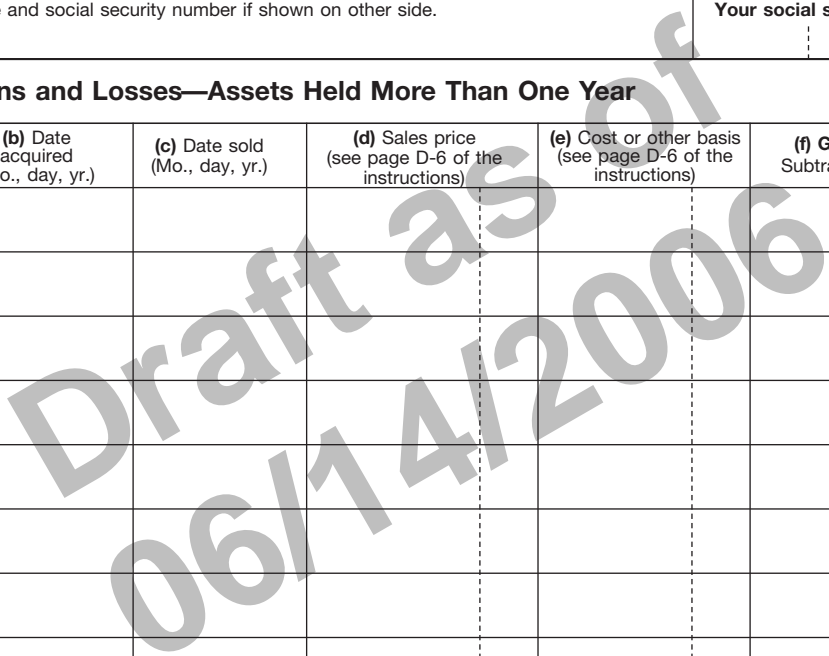 and social security number if shown on other side.
Your social
and Losses—Assets Held More Than One Year
(b) Date
acquired
day, yr.)
(c) Date sold
(Mo., day, yr.)
(d) Sales price
(see page D-6 of the
instructions)
(e) Cost or other basis
(see page D-6 of the
instructions)
(f)
Draft as of
06/14/2006